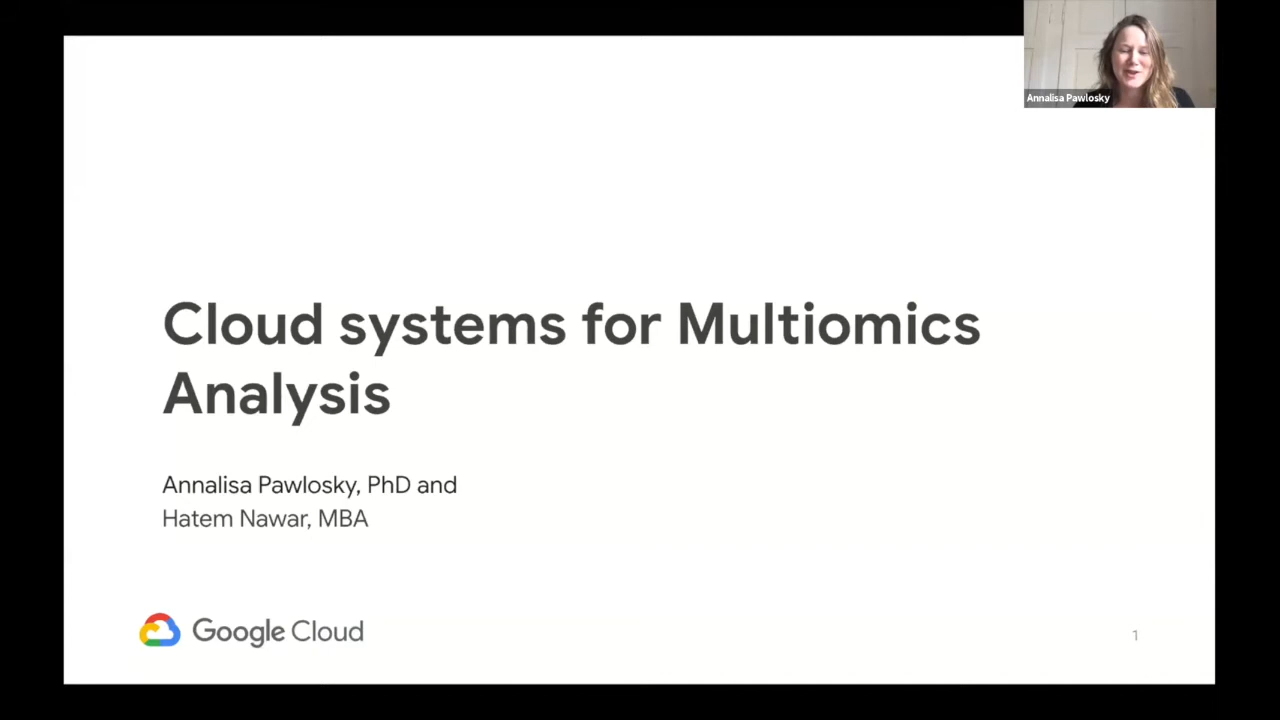 Annalisa Pawlosky
Cloud systems for Multiomics
Analysis
Annalisa Pawlosky, PhD and
Hatem Nawar, MBA
Google Cloud
1